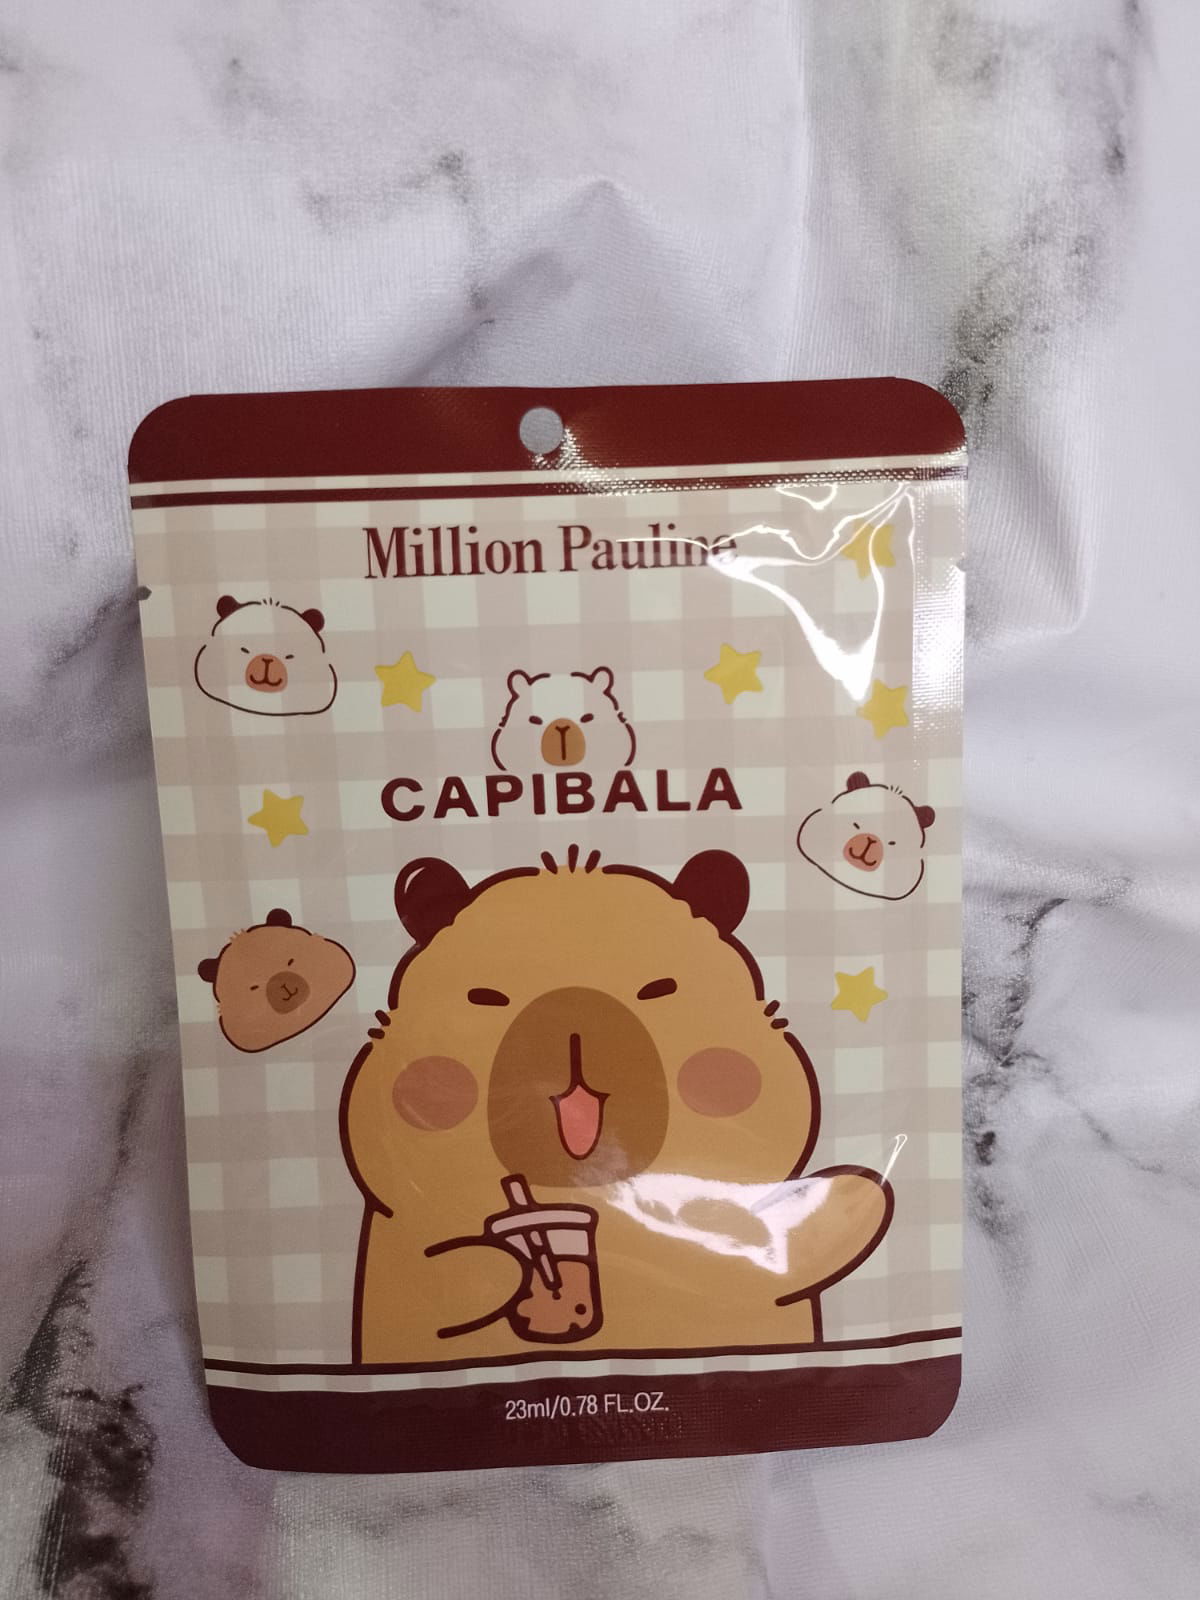 Million Pauline
CAPIBALA
23ml/0.78 FL.OZ.